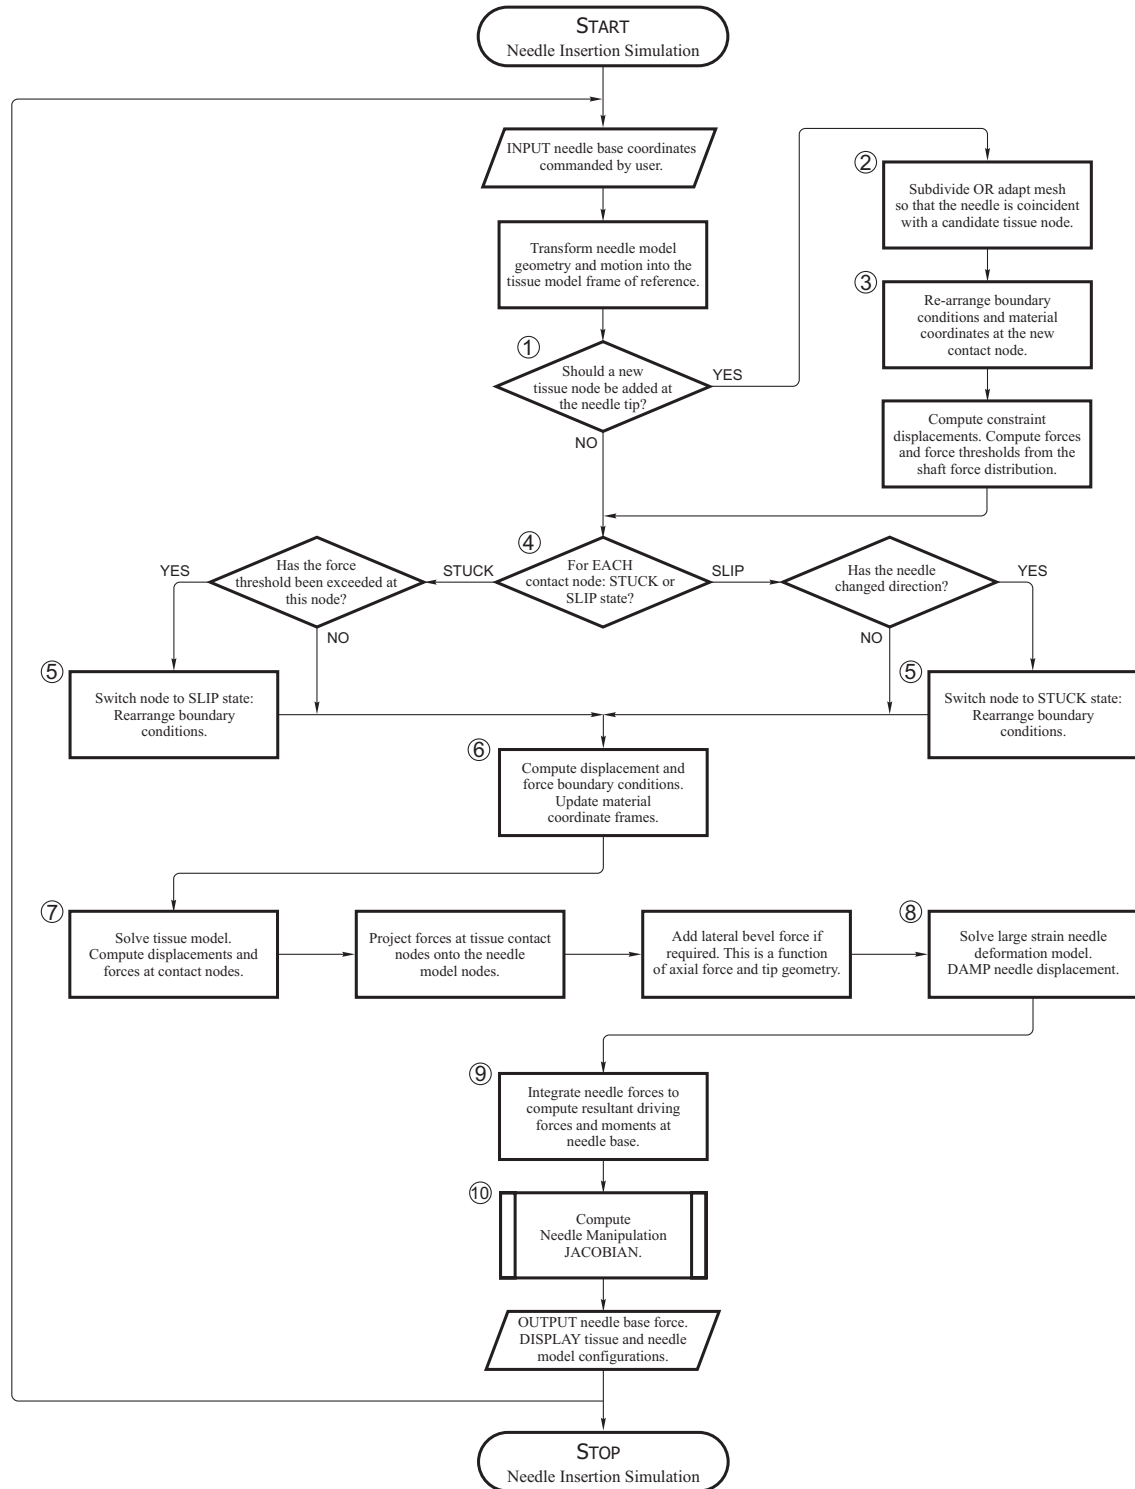 START
Needle Insertion Simulation
INPUT needle base coordinates
commanded by user.
Transform needle model
geometry and motion into the
tissue model frame of reference.
①
Should a new
tissue node be added at
the needle tip?
YES
NO
②
Subdivide OR adapt mesh
so that the needle is coincident
with a candidate tissue node.
③
Re-arrange boundary
conditions and material
coordinates at the new
contact node.
Compute constraint
displacements. Compute forces
and force thresholds from the
shaft force distribution.
④
For EACH
contact node: STUCK or
SLIP state?
STUCK
SLIP
Has the force
threshold been exceeded at
this node?
YES
NO
Has the needle
changed direction?
YES
NO
⑤
Switch node to SLIP state:
Rearrange boundary
conditions.
⑤
Switch node to STUCK state:
Rearrange boundary
conditions.
⑥
Compute displacement and
force boundary conditions.
Update material
coordinate frames.
⑦
Solve tissue model.
Compute displacements and
forces at contact nodes.
Project forces at tissue contact
nodes onto the needle
model nodes.
Add lateral bevel force if
required. This is a function
of axial force and tip geometry.
⑧
Solve large strain needle
deformation model.
DAMP needle displacement.
⑨
Integrate needle forces to
compute resultant driving
forces and moments at
needle base.
⑩
Compute
Needle Manipulation
JACOBIAN.
OUTPUT needle base force.
DISPLAY tissue and needle
model configurations.
STOP
Needle Insertion Simulation